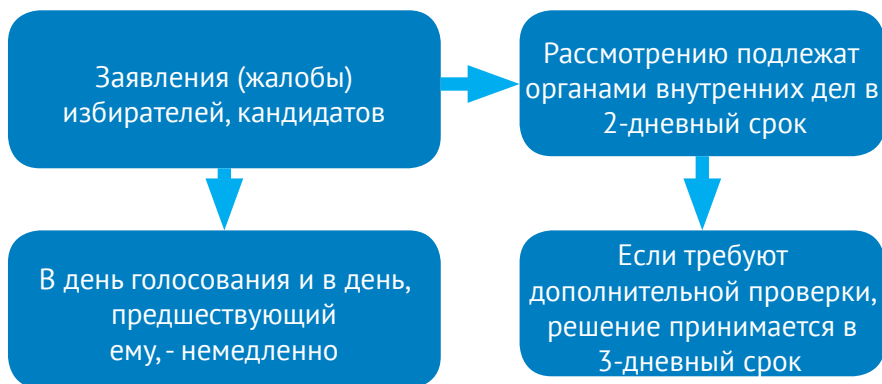 Заявления (жалобы)
избирателей, кандидатов
Рассмотрению подлежат
органами внутренних дел в
2-дневный срок
В день голосования и в день,
предшествующий
ему, - немедленно
Если требуют
дополнительной проверки,
решение принимается в
3-дневный срок